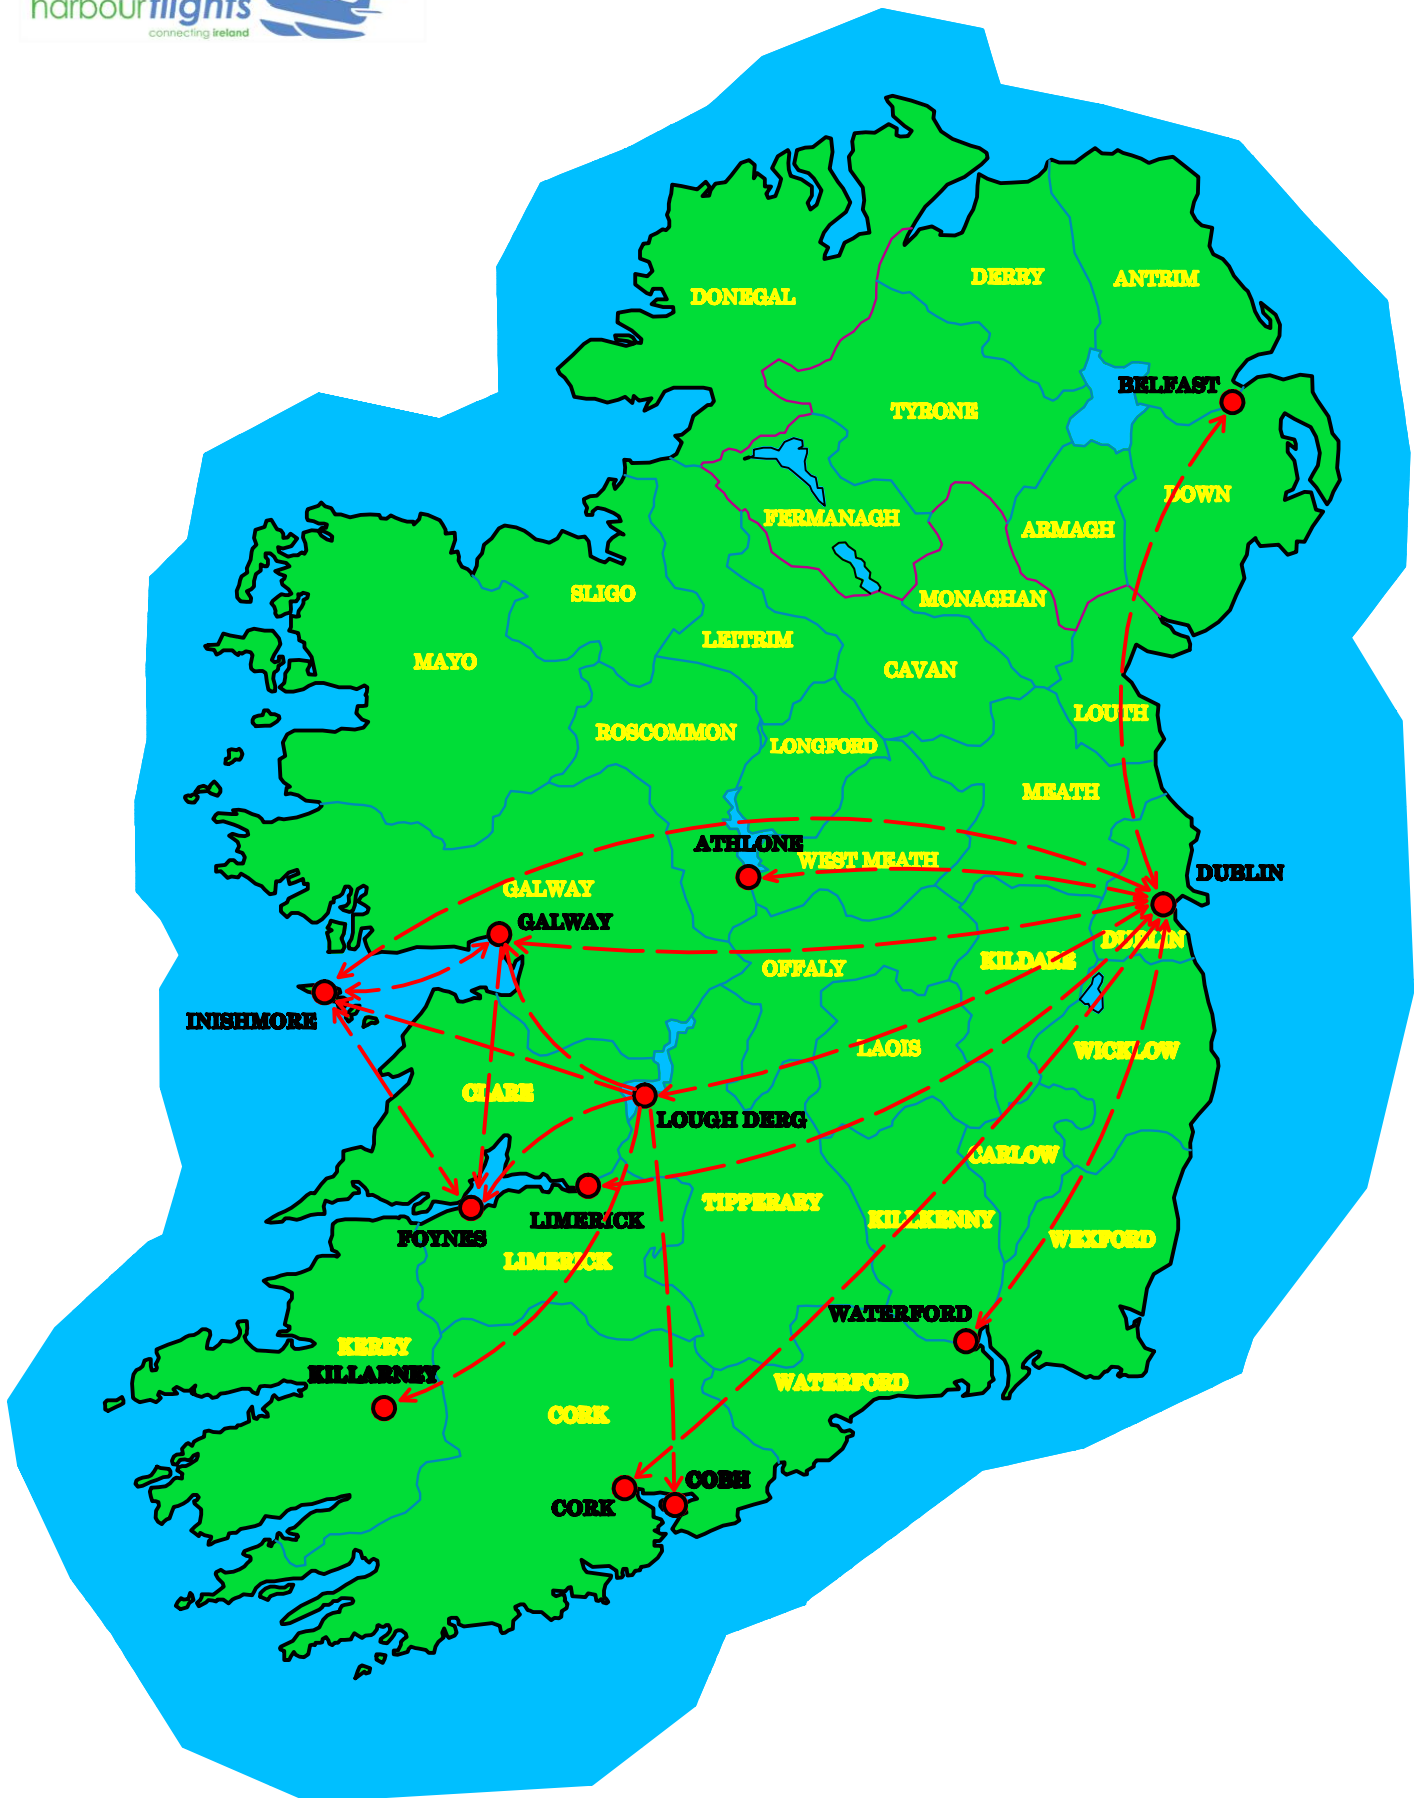 harbourflights
connecting ireland
DERRY
ANTRIM
DONEGAL
BELFAST
TYRONE
DOWN
FERMANAGH
ARMAGH
SLIGO
MONAGHAN
LEITRIM
MAYO
CAVAN
LOUTH
ROSCOMMON
LONGFORD
MEATH
ATHLONE
WEST MEATH
DUBLIN
GALWAY
GALWAY
DUBLIN
KILDARE
OFFALY
INISHMORE
LAOIS
WICKLOW
CLARE
LOUGH DERG
CARLOW
TIPPERARY
LIMERICK
KILLKENNY
FOYNES
WEXFORD
LIMERICK
WATERFORD
KERRY
KILLARNEY
WATERFORD
CORK
COBH
CORK